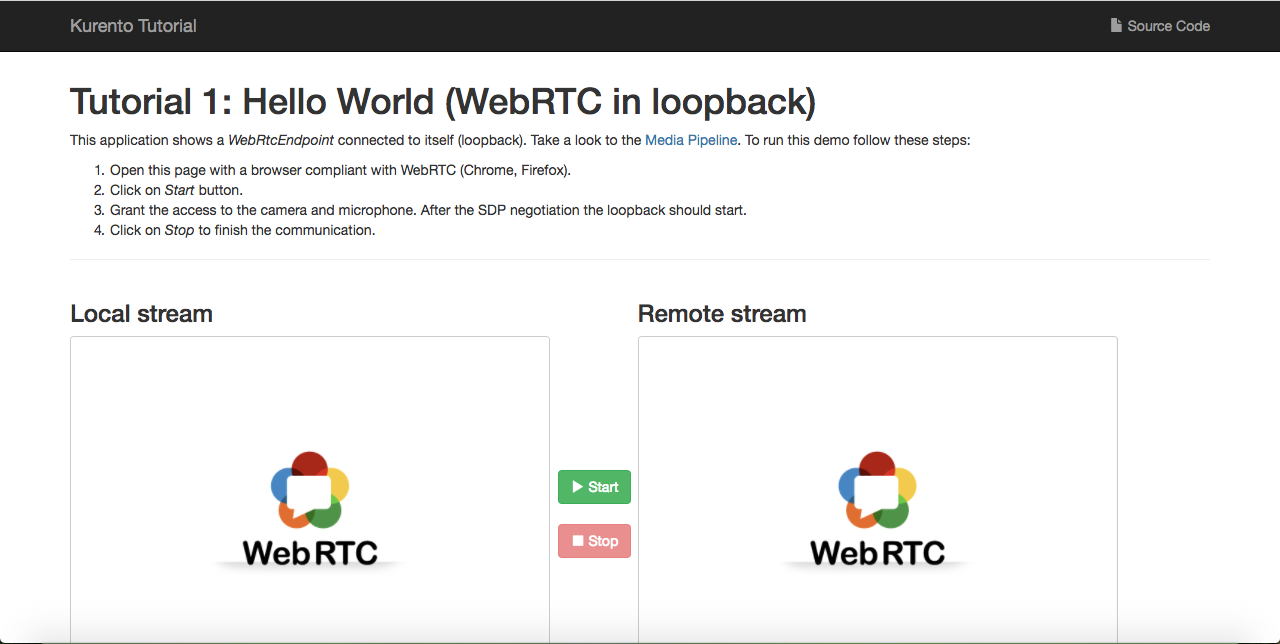 Kurento Tutorial
Source Code
Tutorial 1: Hello World (WebRTC in loopback)
This application shows a WebRtcEndpoint connected to itself (loopback). Take a look to the Media Pipeline. To run this demo follow these steps:
1. Open this page with a browser compliant with WebRTC (Chrome, Firefox).
2. Click on Start button.
3. Grant the access to the camera and microphone. After the SDP negotiation the loopback should start.
4. Click on Stop to finish the communication.
Local stream
Remote stream
WebRTC
Start
Stop
WebRTC